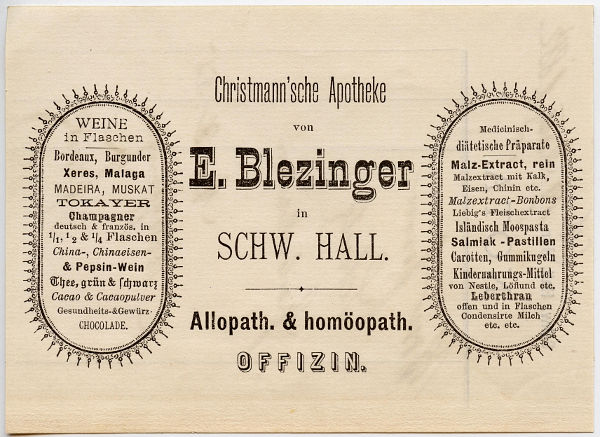 Christmann'sche Apotheke
von
E. Blezinger
in
SCHW. HALL.
Allopath. & homöopath.
OFFIZIN.
WEINE
in Flaschen
Bordeaux, Burgunder
Xeres, Malaga
MADEIRA, MUSKAT
TOKAYER
Champagner
deutsch & französ. in
1/1, 1/2 & 1/4 Flaschen
China-, Chinaeisen-
& Pepsin-Wein
Thee, grün & schwarz
Cacao & Cacaopulver
Gesundheits-&Gewürz-
CHOCOLADE.
Medicinisch-
diätetische Präparate
Malz-Extract, rein
Malzextract mit Kalk,
Eisen, Chinin etc.
Malzextract-Bonbons
Liebig's Fleischextract
Isländisch Moospasta
Salmiak-Pastillen
Carotten, Gummikugeln
Kindernahrungs-Mittel
von Nestle, Löflund etc.
Leberthran
offen und in Flaschen
Condensirte Milch
etc. etc.